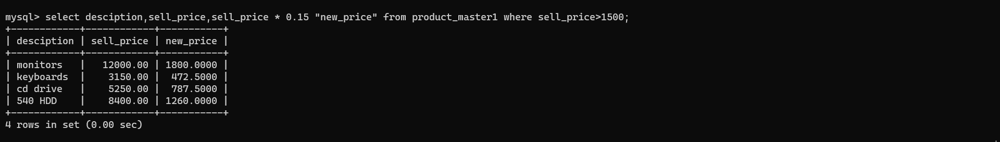 mysql> select desciption,sell_price,sell_price * 0.15 "new_price" from product_master1 where sell_price>1500;
+------------+------------+-----------+
| desciption | sell_price | new_price |
+------------+------------+-----------+
| monitors   |   12000.00 | 1800.0000 |
| keyboards  |    3150.00 |  472.5000 |
| cd drive   |    5250.00 |  787.5000 |
| 540 HDD    |    8400.00 | 1260.0000 |
+------------+------------+-----------+
4 rows in set (0.00 sec)